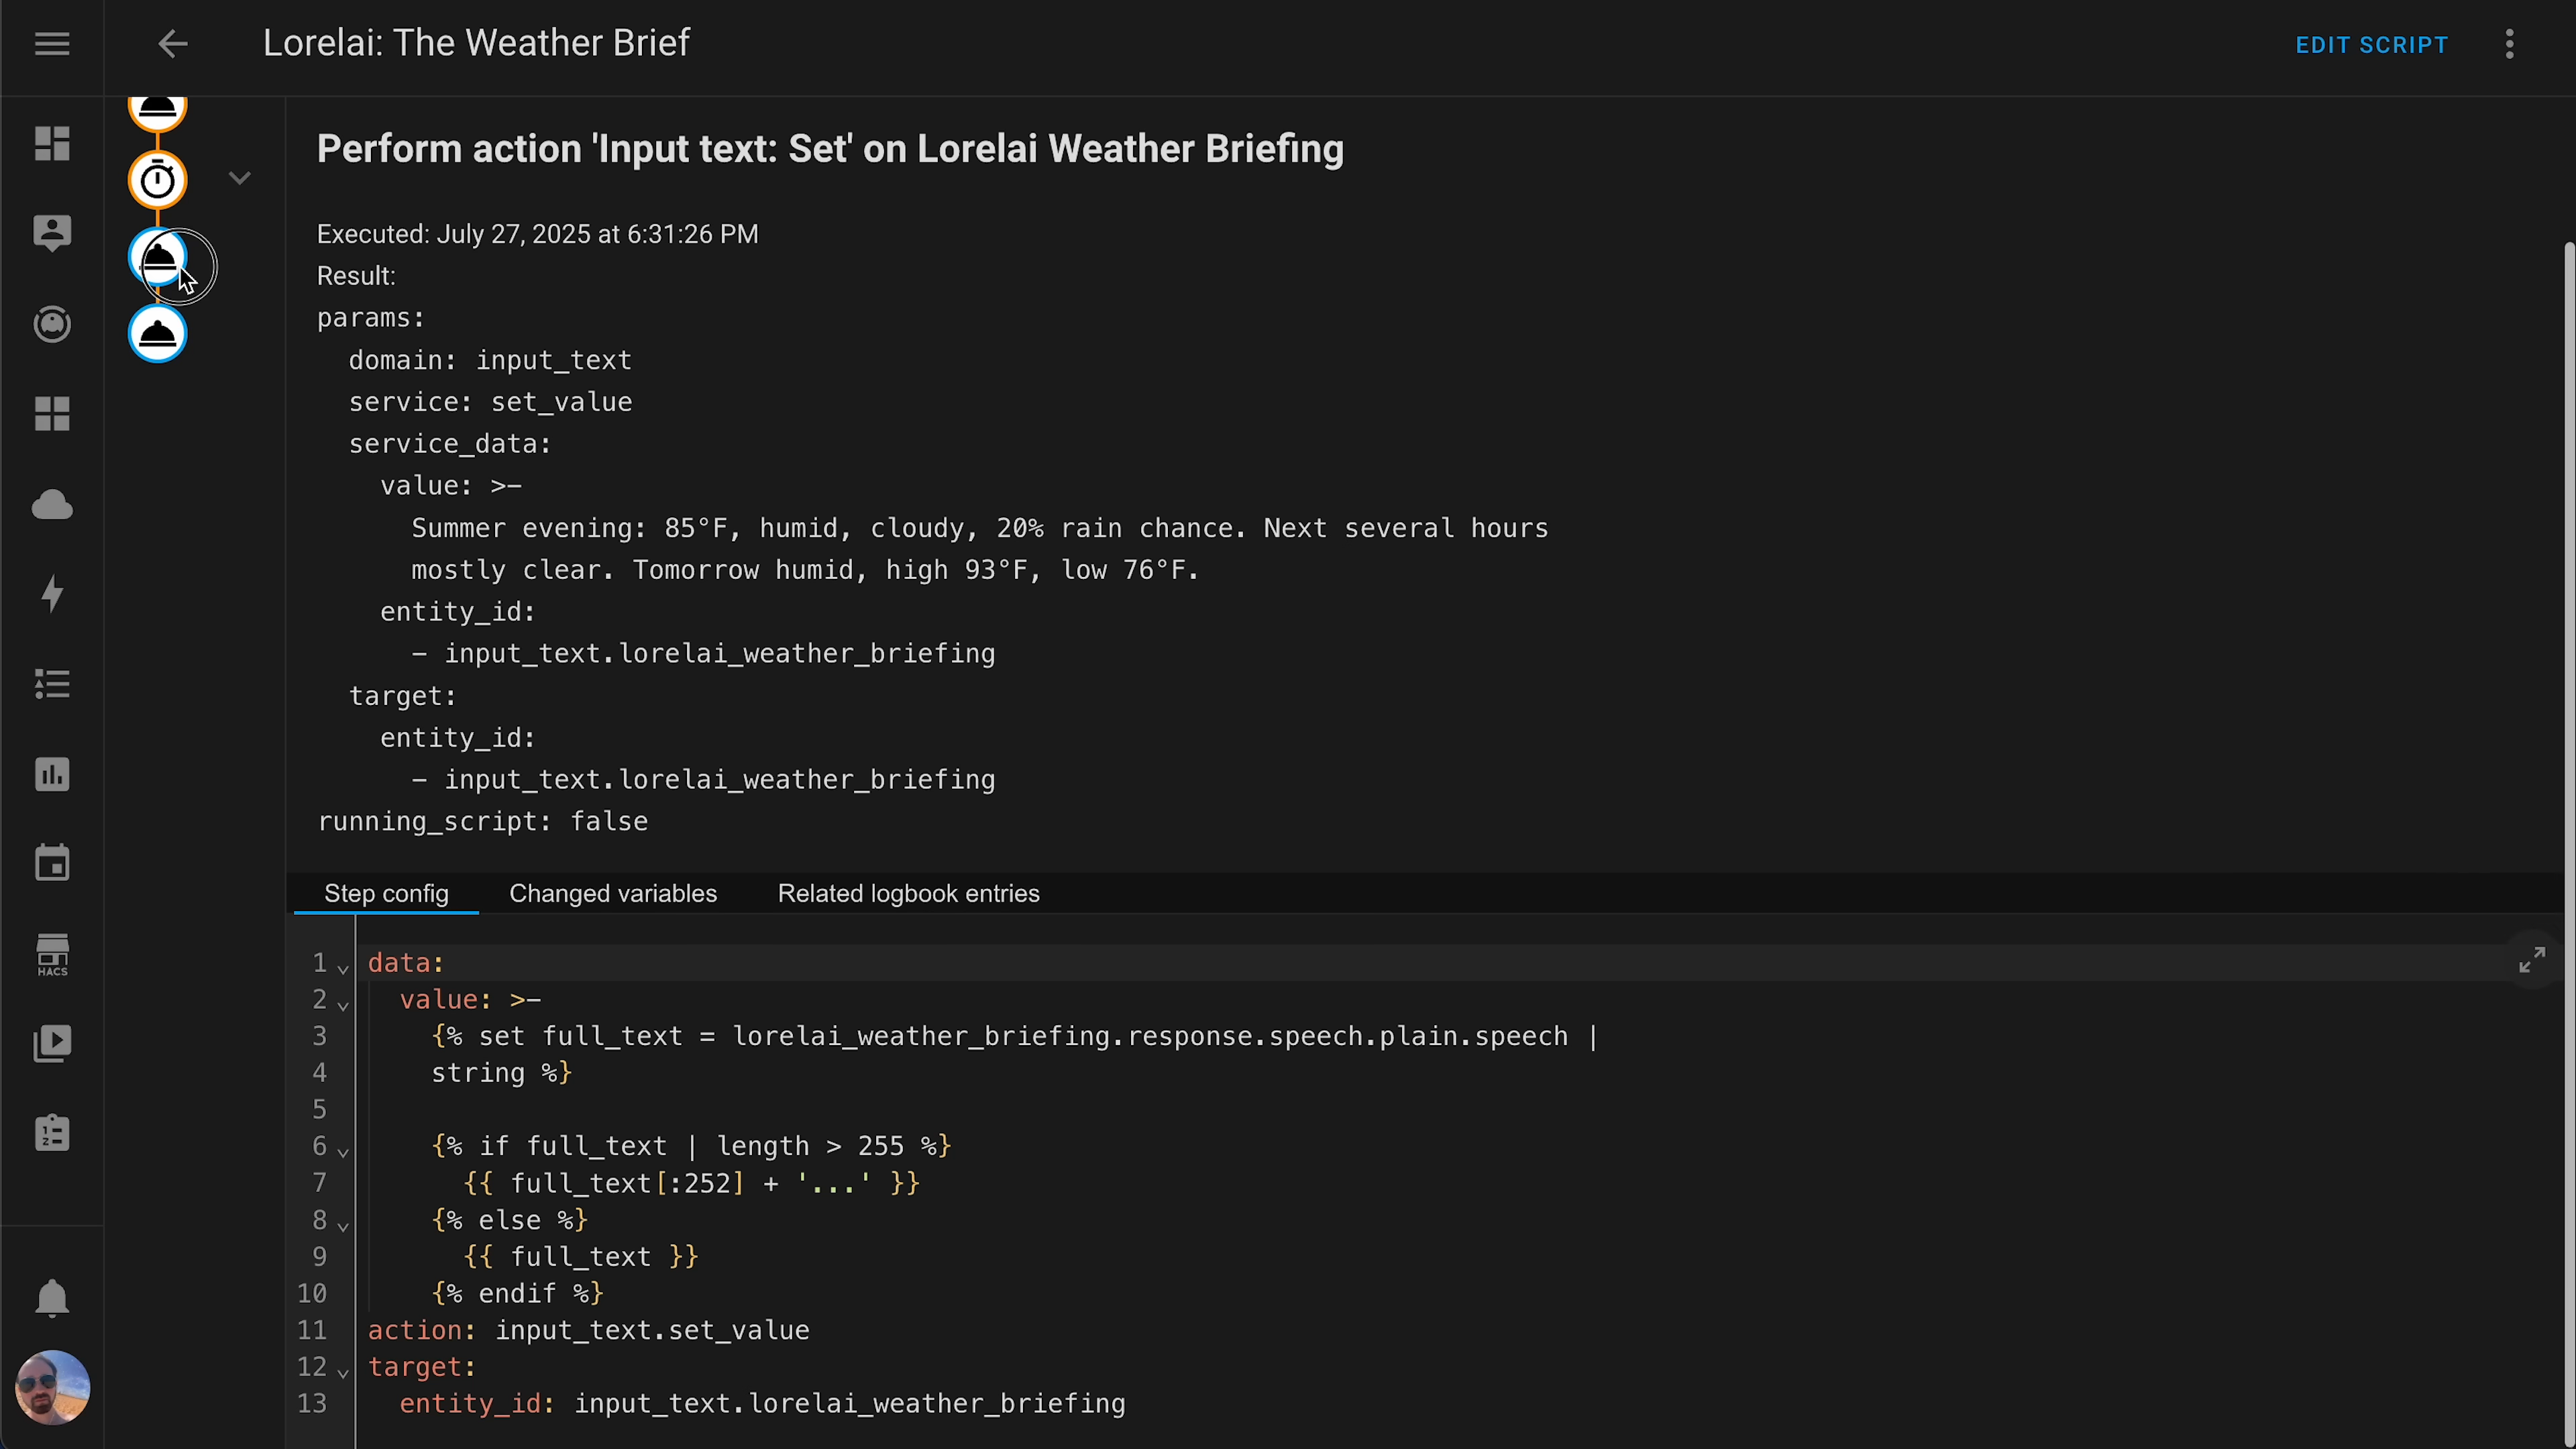 Lorelai: The Weather Brief
EDIT SCRIPT
Perform action 'Input text: Set' on Lorelai Weather Briefing
Executed: July 27, 2025 at 6:31:26 PM
Result:
params:
domain: input_text
service: set_value
service_data:
value: >-
Summer evening: 85°F, humid, cloudy, 20% rain chance. Next several hours
mostly clear. Tomorrow humid, high 93°F, low 76°F.
entity_id:
- input_text.lorelai_weather_briefing
target:
entity_id:
- input_text.lorelai_weather_briefing
running_script: false
HACS
Step config Changed variables Related logbook entries
1 data:
2 value: >-
3 {% set full_text = lorelai_weather_briefing.response.speech.plain.speech |
4 string %}
5
6 {% if full_text | length > 255 %}
7 {{ full_text[:252] + '...' }}
8 {% else %}
9 {{ full_text }}
10 {% endif %}
11 action: input_text.set_value
12 target:
13 entity_id: input_text.lorelai_weather_briefing